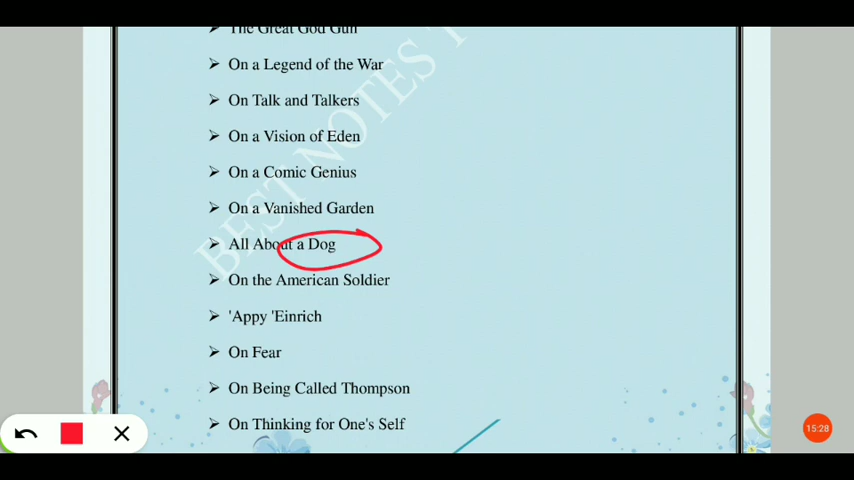 The Great God Gun
On a Legend of the War
On Talk and Talkers
On a Vision of Eden
On a Comic Genius
On a Vanished Garden
All About a Dog
On the American Soldier
'Appy 'Einrich
On Fear
On Being Called Thompson
On Thinking for One's Self
BEST NOTES
15:28